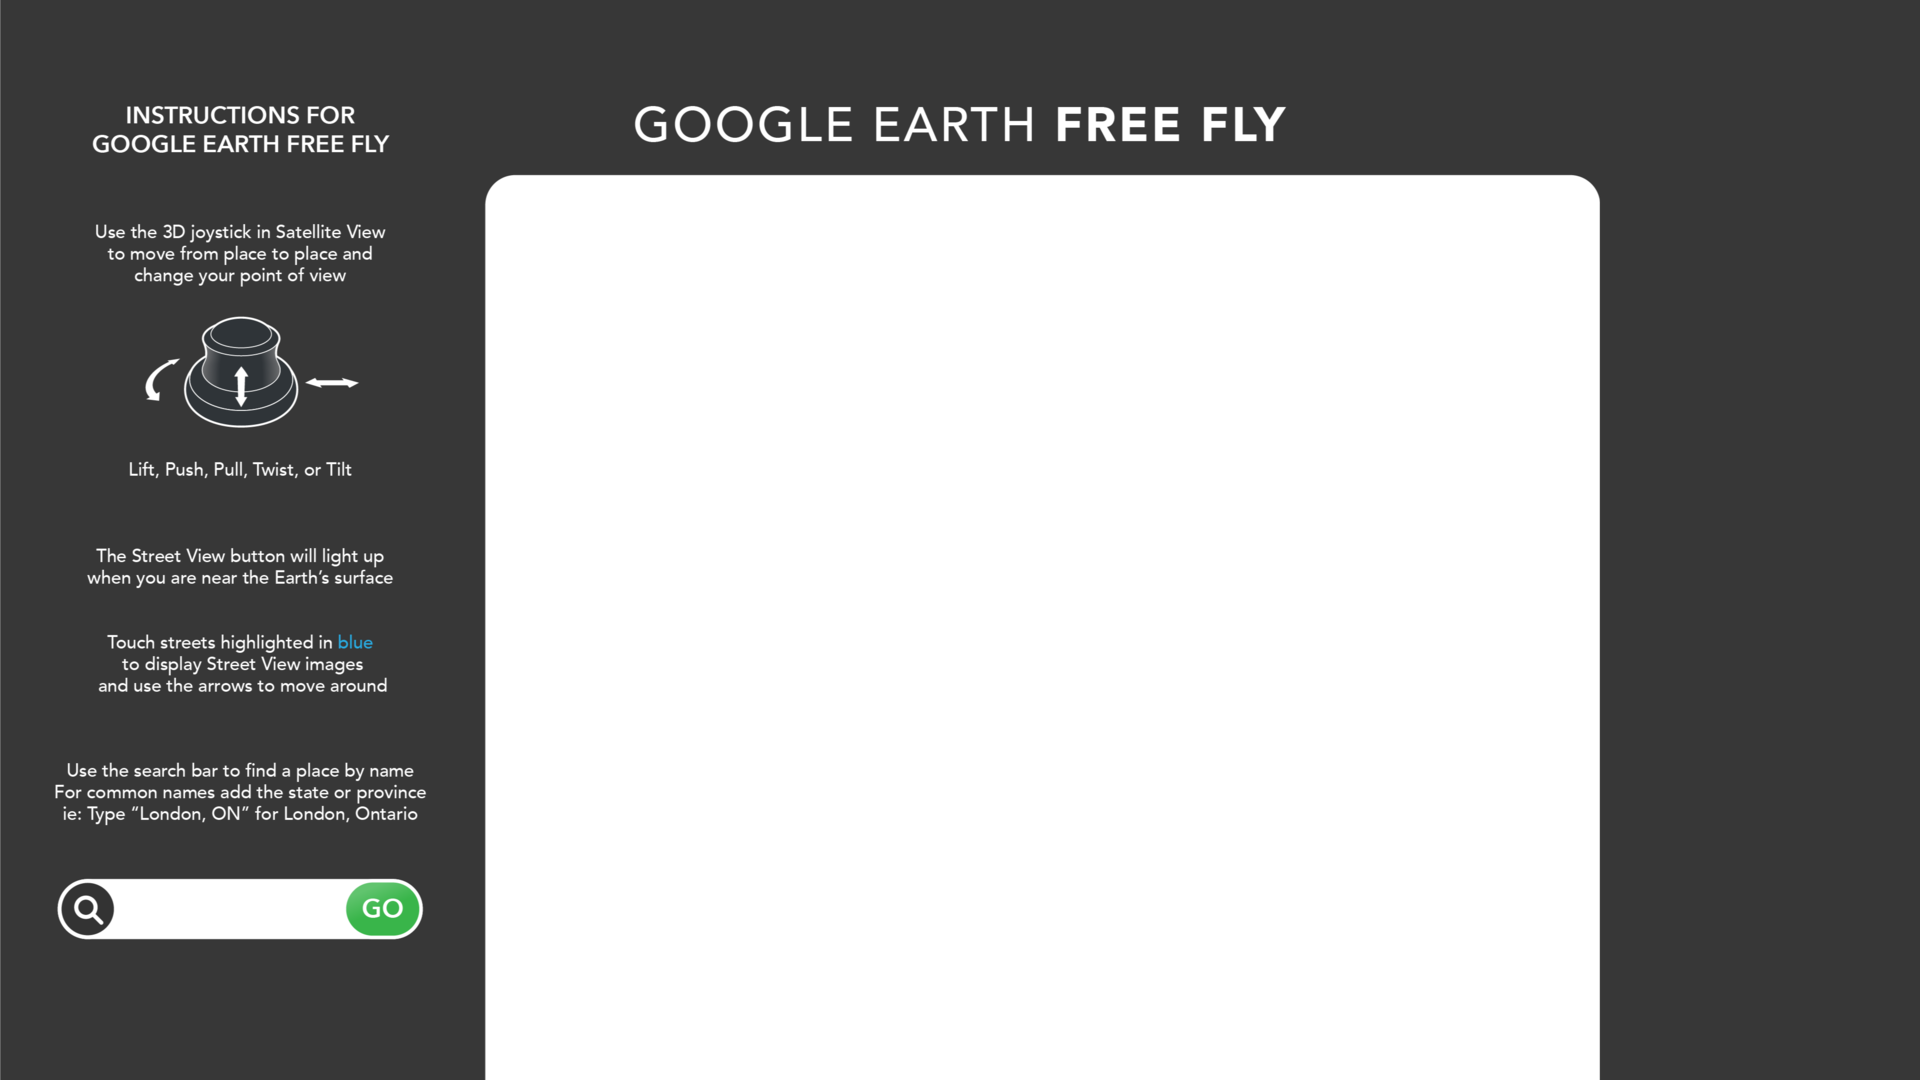 INSTRUCTIONS FOR
GOOGLE EARTH FREE FLY
Use the 3D joystick in Satellite View
to move from place to place and
change your point of view
Lift, Push, Pull, Twist, or Tilt
The Street View button will light up
when you are near the Earth’s surface
Touch streets highlighted in blue
to display Street View images
and use the arrows to move around
Use the search bar to find a place by name
For common names add the state or province
ie: Type “London, ON” for London, Ontario
GO
GOOGLE EARTH FREE FLY